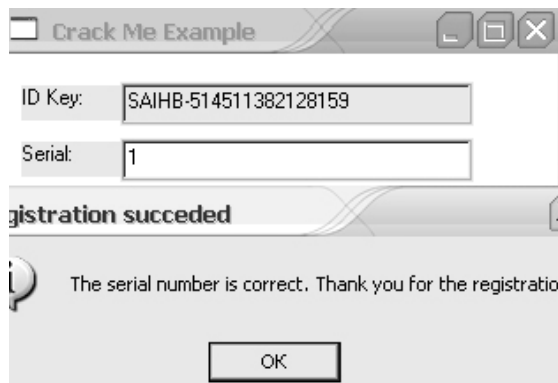 Crack Me Example
ID Key: SAIHB-514511382128159
Serial: 1
gistration succeded
The serial number is correct. Thank you for the registratio
OK